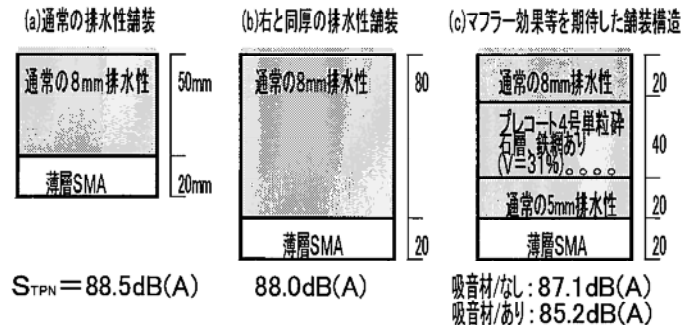 (a)通常の排水性舗装
通常の8mm排水性
50mm
薄層SMA
20mm
STPN=88.5dB(A)
(b)右と同厚の排水性舗装
通常の8mm排水性
80
薄層SMA
20
88.0dB(A)
(c)マフラー効果等を期待した舗装構造
通常の8mm排水性
20
プレコート4号単粒砕
石層、鉄網あり
(V=31%)。。。。
40
通常の5mm排水性
20
薄層SMA
20
吸音材/なし:87.1dB(A)
吸音材/あり:85.2dB(A)